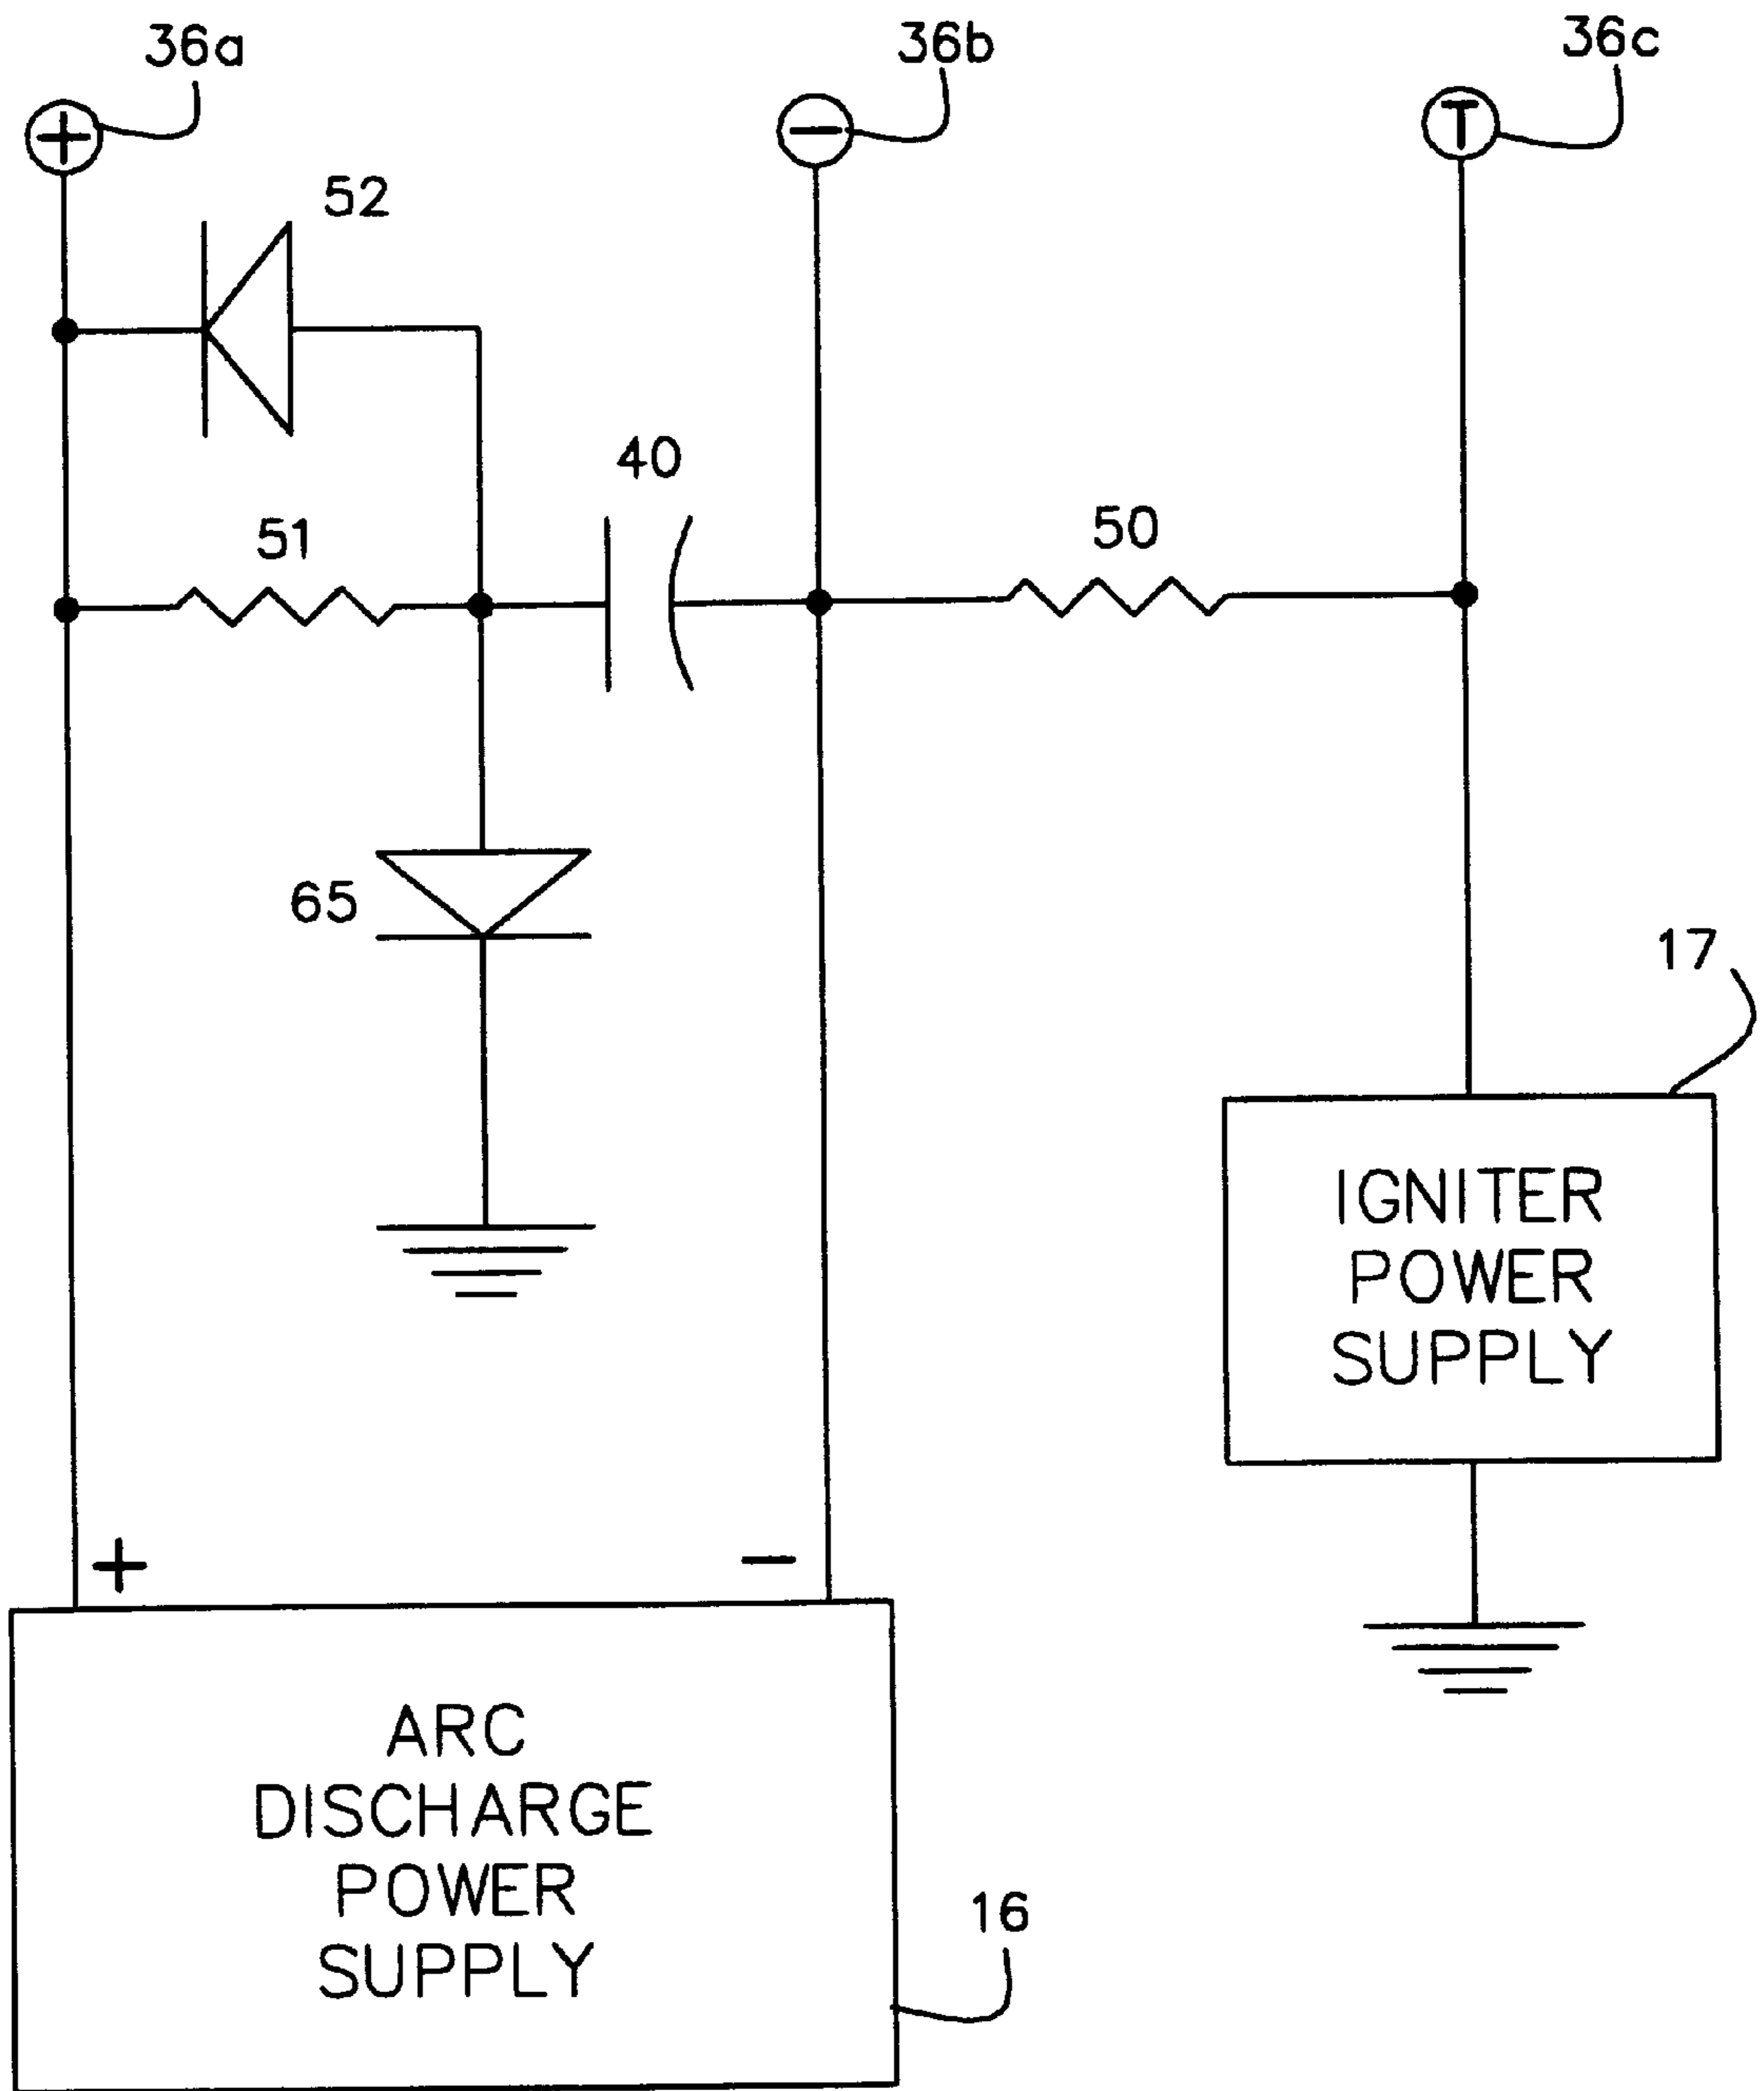 36a
36b
36c
+
−
T
52
40
51
50
65
17
IGNITER
POWER
SUPPLY
+
−
ARC
DISCHARGE
POWER
SUPPLY
16